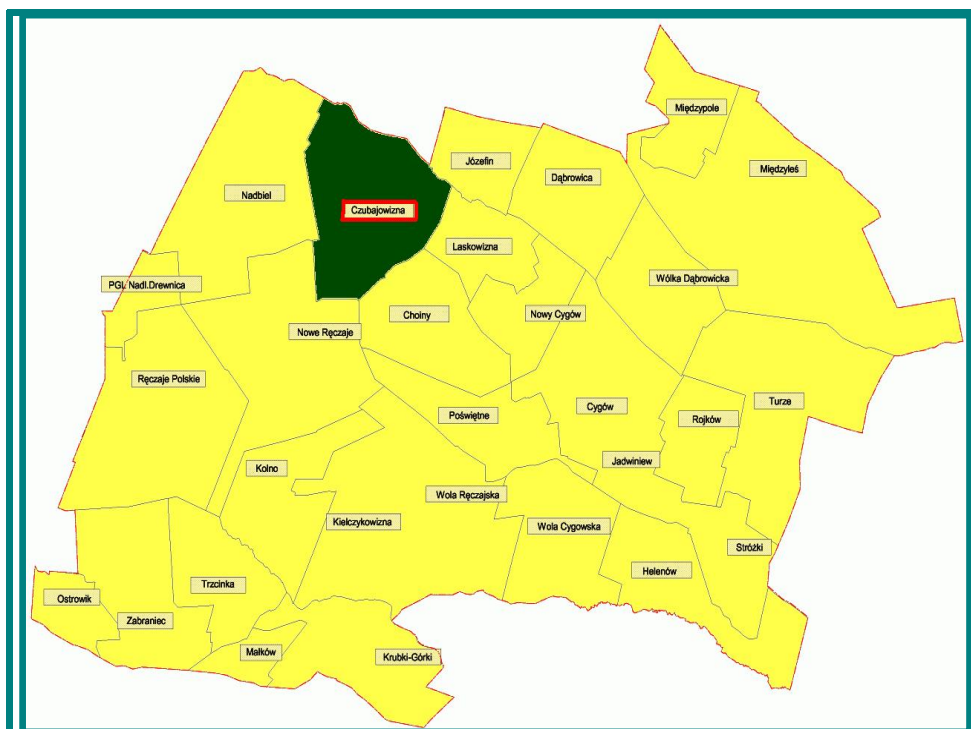 Międzypole
Józefin
Międzyleś
Dąbrowica
Nadbiel
Czubajowizna
Laskowizna
Wólka Dąbrowicka
PGL Nadl.Drewnica
Choiny
Nowy Cygów
Nowe Ręczaje
Ręczaje Polskie
Turze
Cygów
Poświętne
Rojków
Jadwiniew
Kolno
Wola Ręczajska
Kielczykowizna
Wola Cygowska
Stróżki
Helenów
Trzcinka
Ostrowik
Zabraniec
Małków
Krubki-Górki